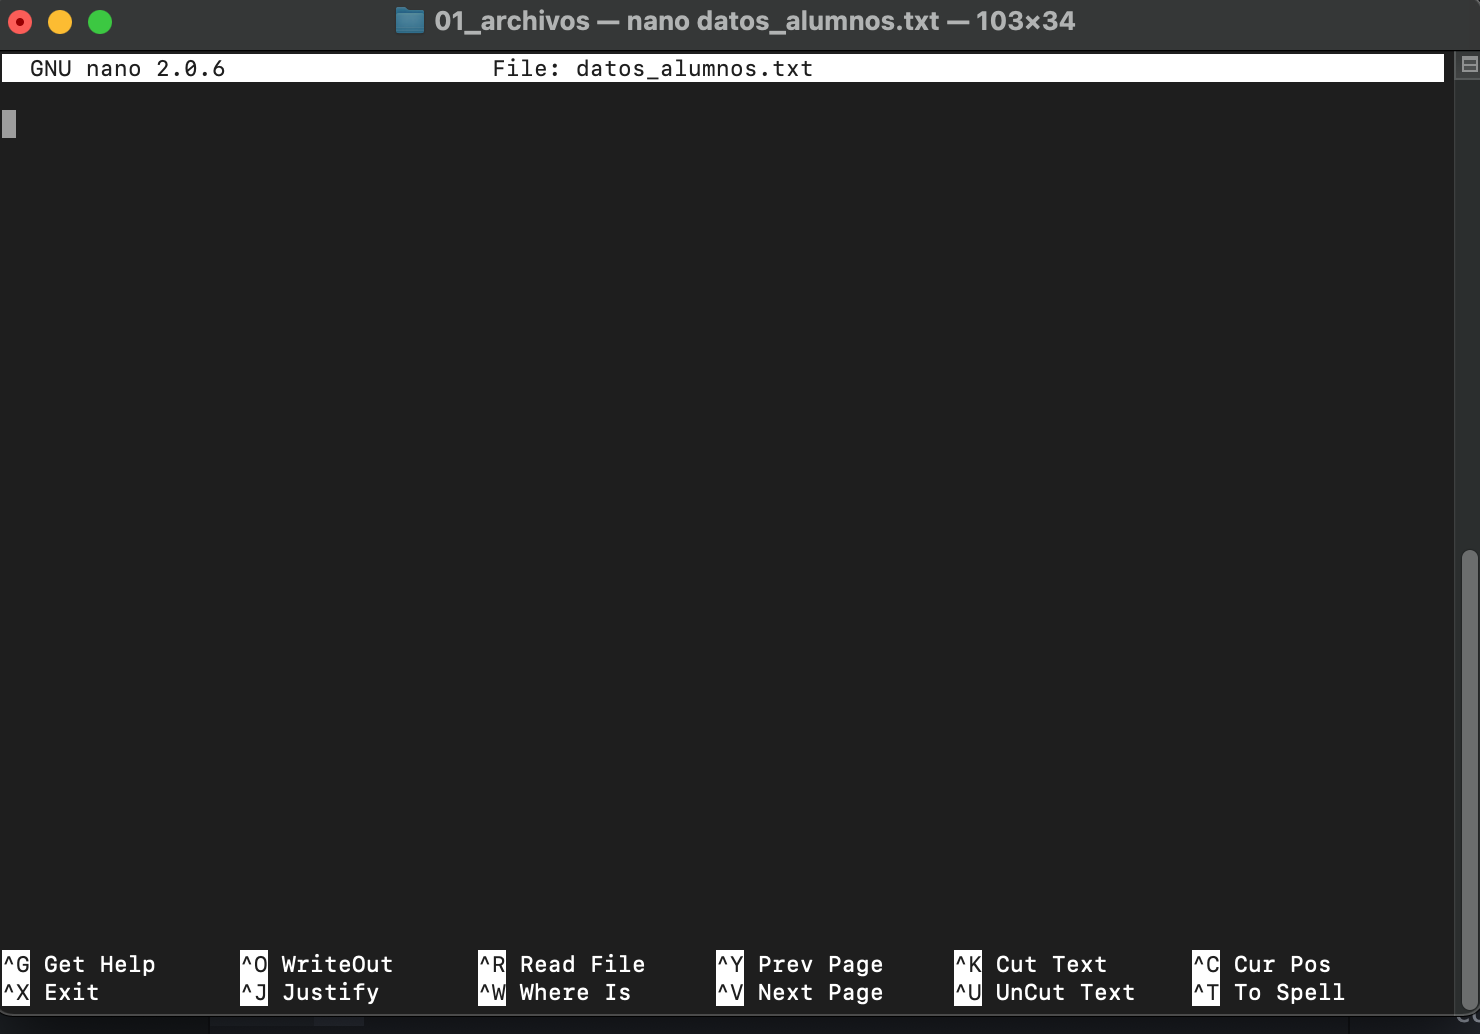 01_archivos — nano datos_alumnos.txt — 103×34
GNU nano 2.0.6 File: datos_alumnos.txt
^G Get Help ^O WriteOut ^R Read File ^Y Prev Page ^K Cut Text ^C Cur Pos
^X Exit ^J Justify ^W Where Is ^V Next Page ^U UnCut Text ^T To Spell